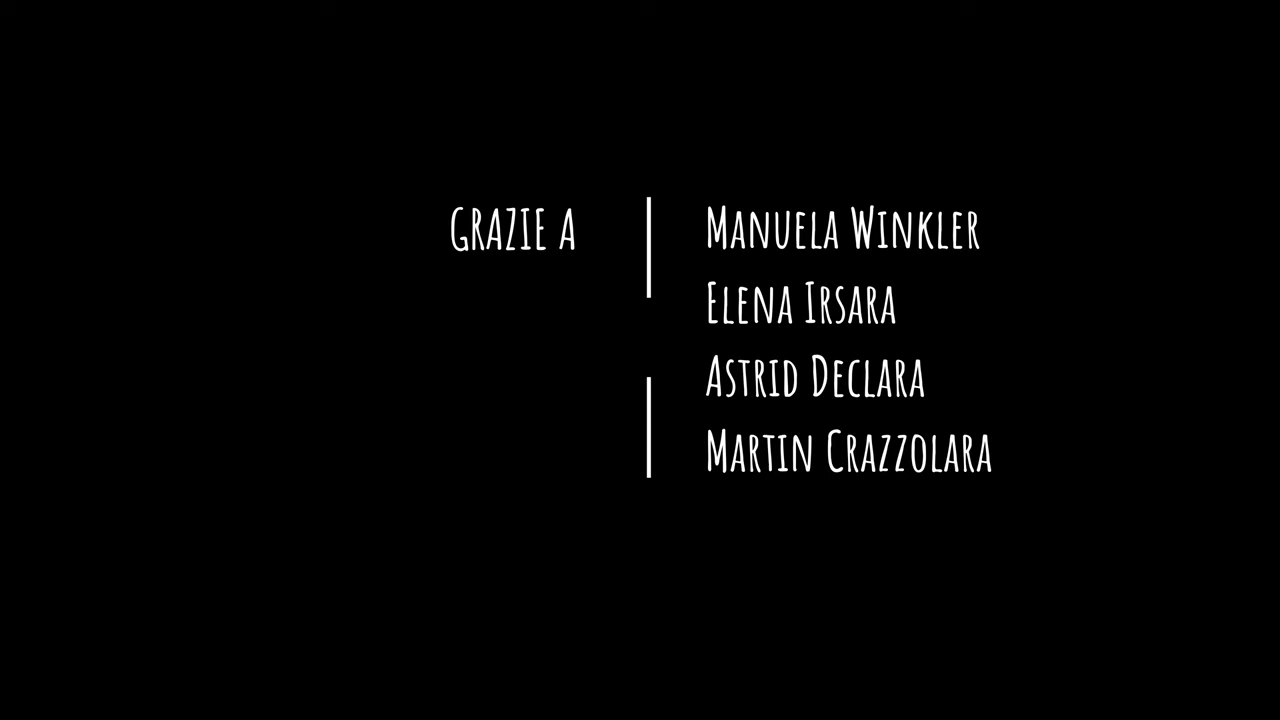 GRAZIE A
MANUELA WINKLER
ELENA IRSARA
ASTRID DECLARA
MARTIN CRAZZOLARA